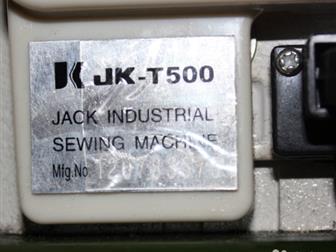 JK-T500
JACK INDUSTRIAL
SEWING MACHINE
Mfg.No